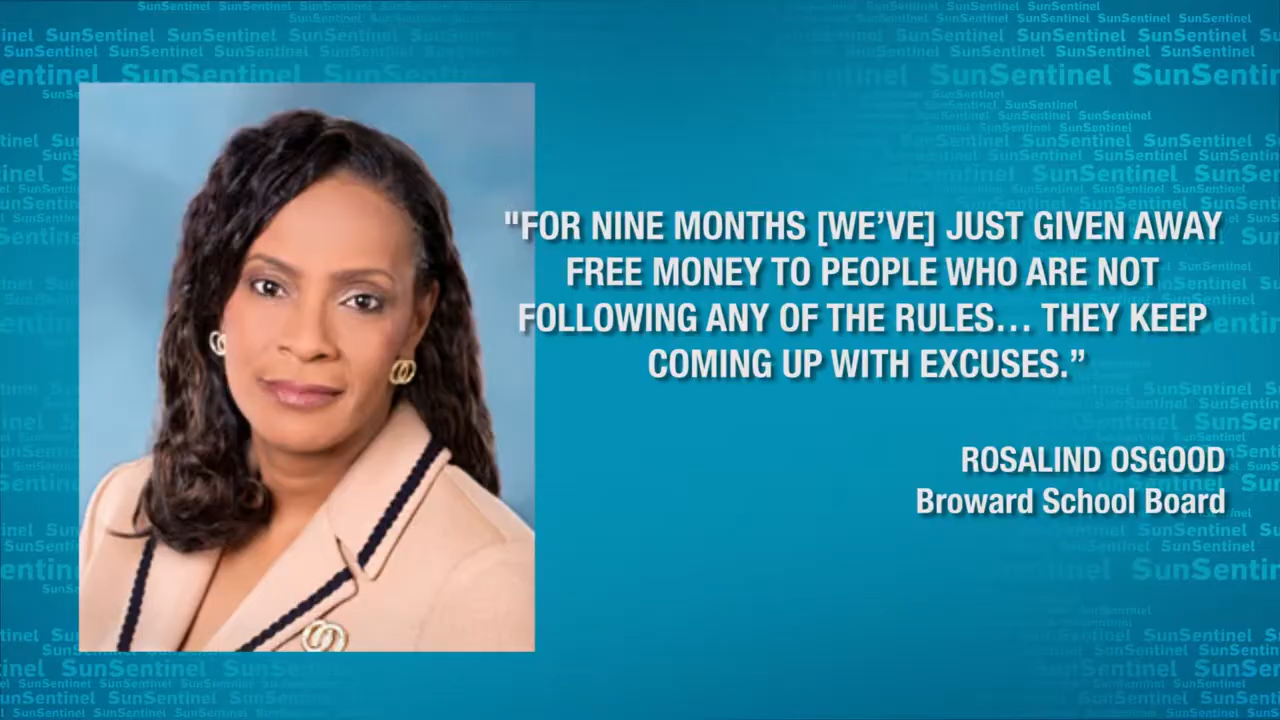 "FOR NINE MONTHS [WE’VE] JUST GIVEN AWAY
FREE MONEY TO PEOPLE WHO ARE NOT
FOLLOWING ANY OF THE RULES… THEY KEEP
COMING UP WITH EXCUSES.”
ROSALIND OSGOOD
Broward School Board
SunSentinel